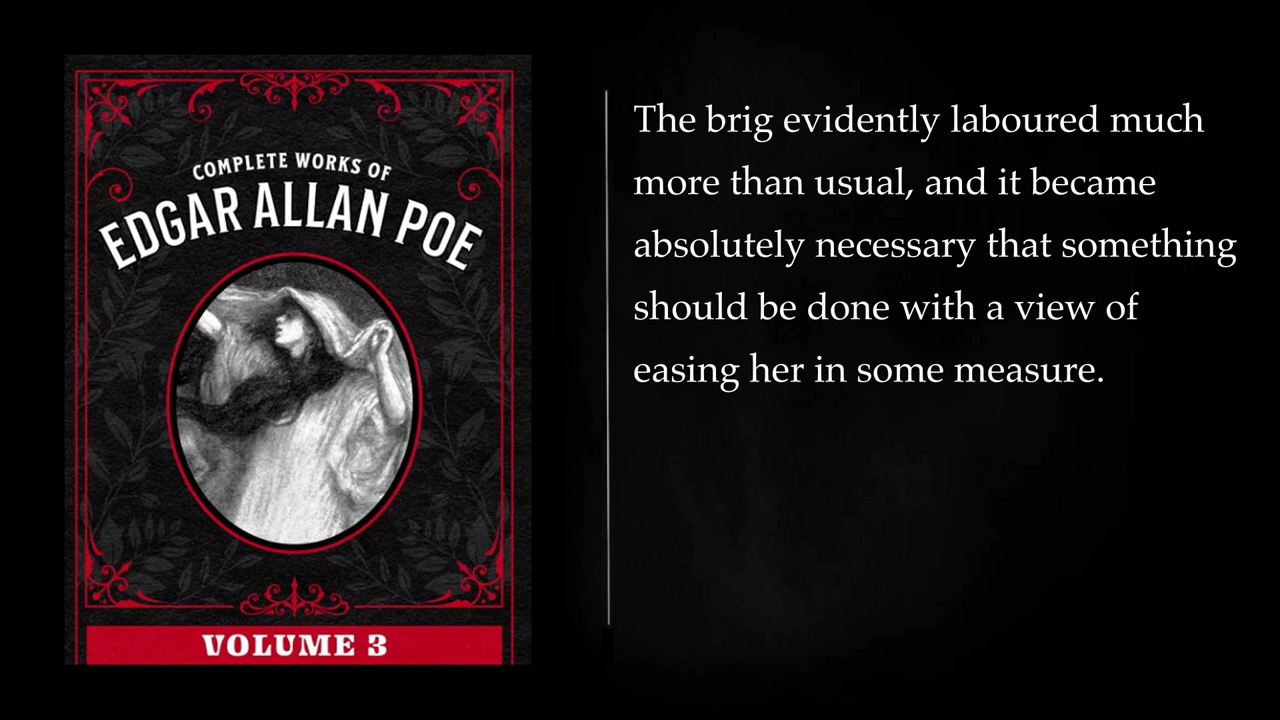 COMPLETE WORKS OF
EDGAR ALLAN POE
VOLUME 3
The brig evidently laboured much
more than usual, and it became
absolutely necessary that something
should be done with a view of
easing her in some measure.